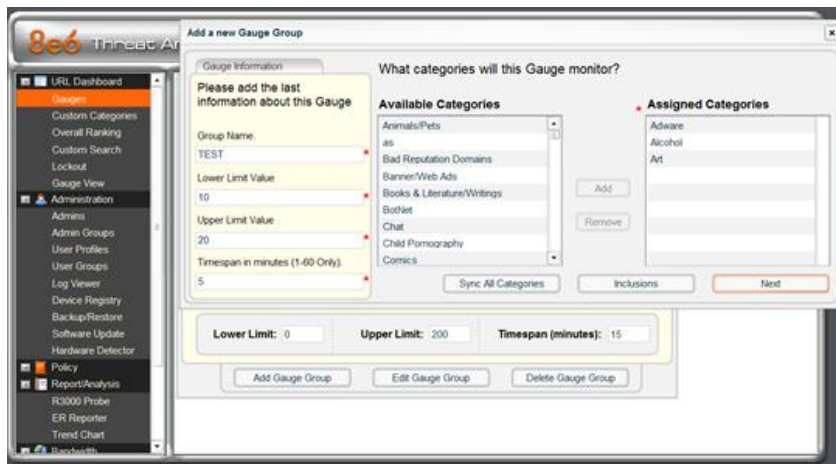 8e6 Threat A
Add a new Gauge Group
Gauge Information
Please add the last
information about this Gauge
Group Name.
TEST
*
Lower Limit Value
10
*
Upper Limit Value
20
*
Timespan in minutes (1-60 Only).
5
*
What categories will this Gauge monitor?
Available Categories
Animals/Pets
as
Bad Reputation Domains
Banner/Web Ads
Books & Literature/Writings
BotNet
Chat
Child Pornography
Comics
Add
Remove
* Assigned Categories
Adware
Alcohol
Art
Sync All Categories
Inclusions
Next
URL Dashboard
Gauges
Custom Categories
Overall Ranking
Custom Search
Lockout
Gauge View
Administration
Admins
Admin Groups
User Profiles
User Groups
Log Viewer
Device Registry
Backup/Restore
Software Update
Hardware Detector
Policy
Report/Analysis
R3000 Probe
ER Reporter
Trend Chart
Bandwidth
Lower Limit: 0
Upper Limit: 200
Timespan (minutes): 15
Add Gauge Group
Edit Gauge Group
Delete Gauge Group